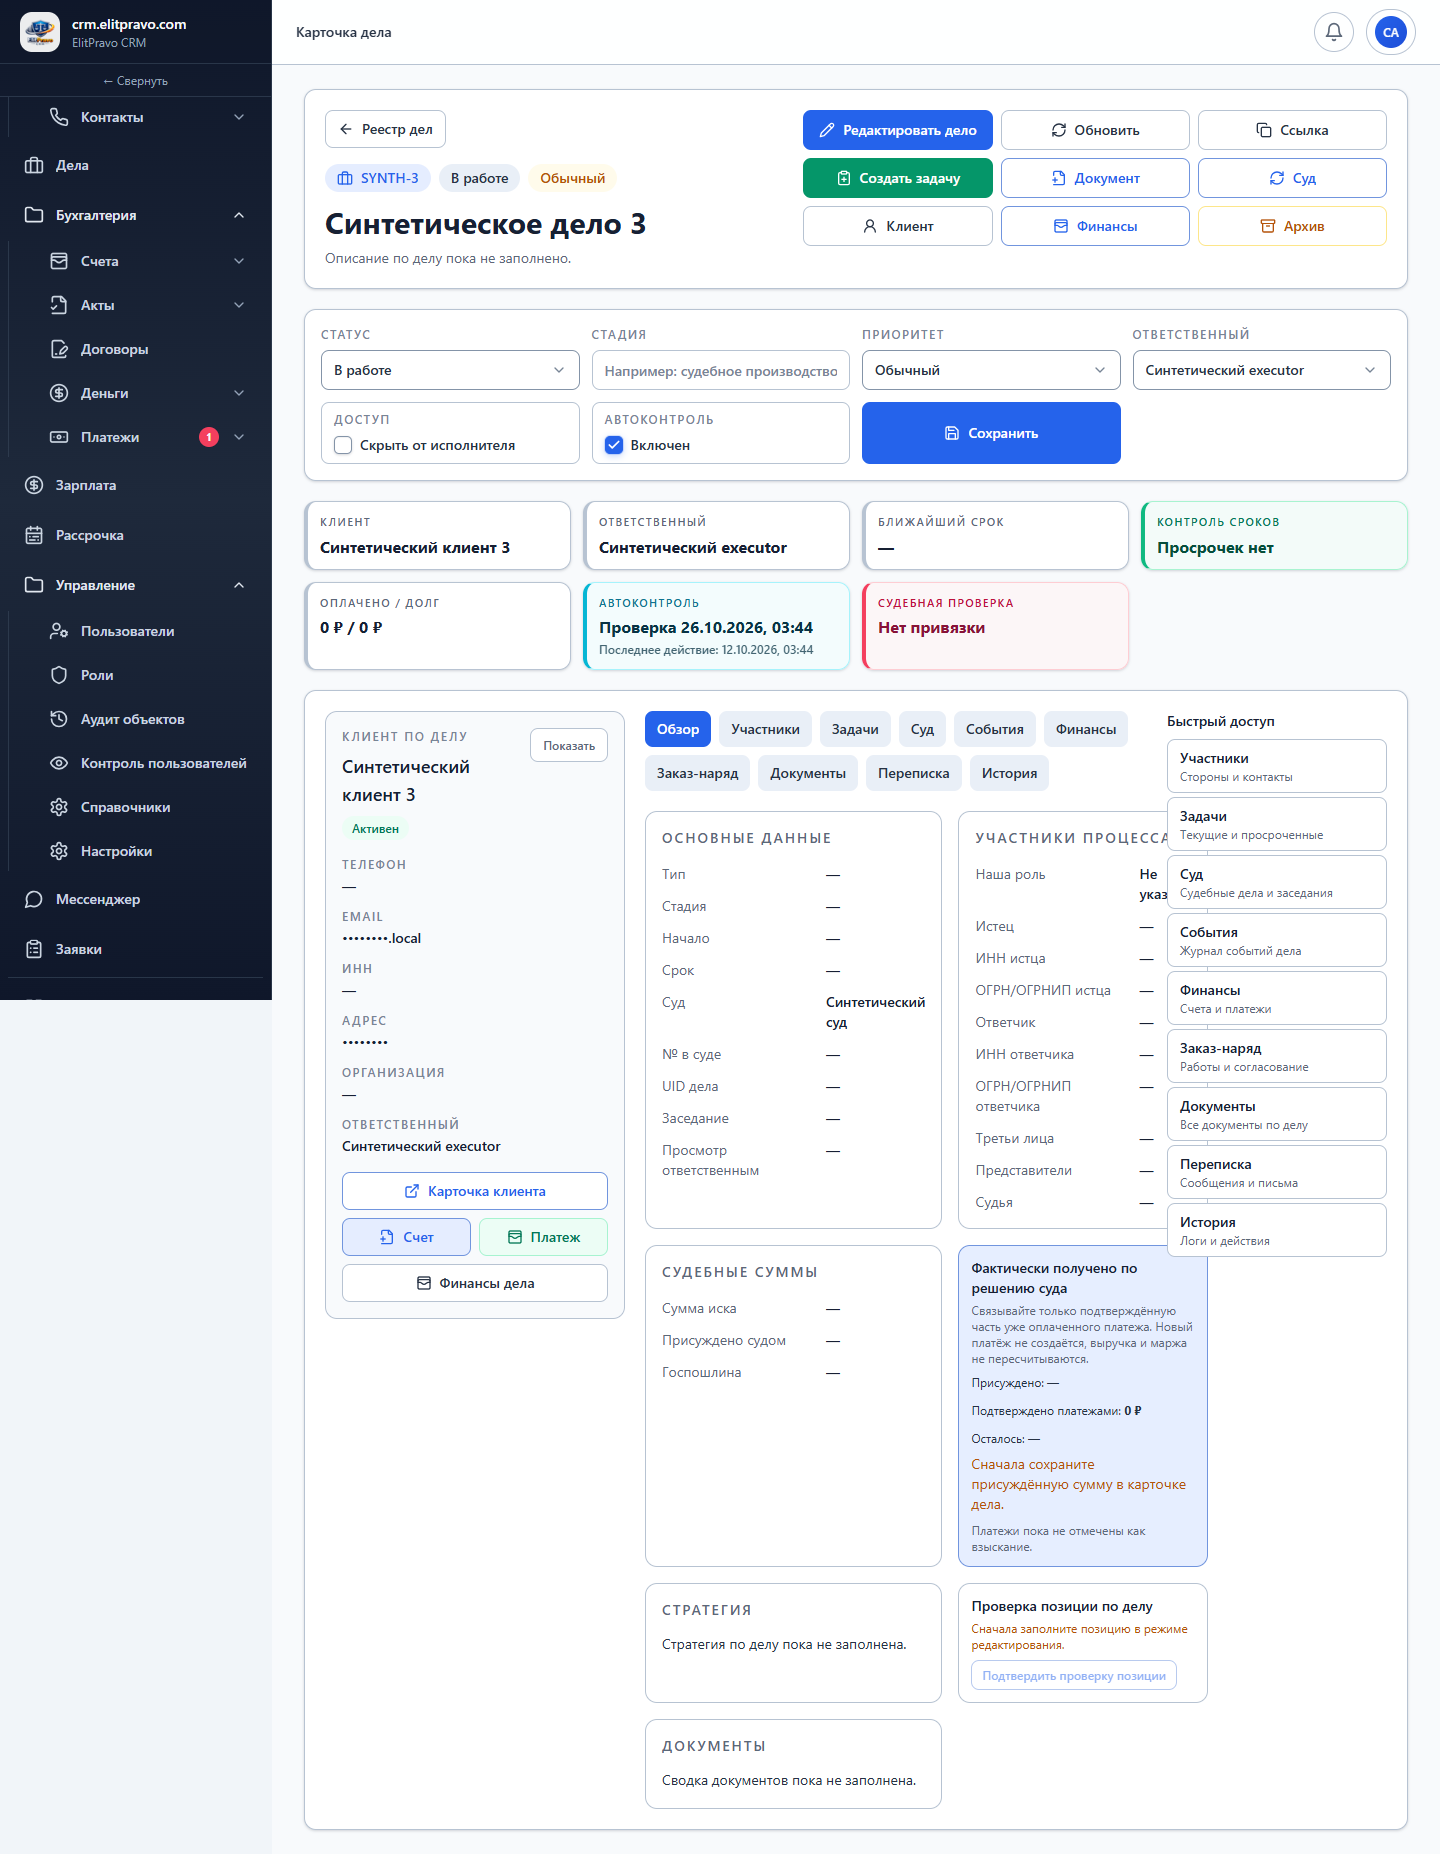 crm.elitpravo.com
ElitPravo CRM
← Свернуть
Контакты
Дела
Бухгалтерия
Счета
Акты
Договоры
Деньги
Платежи
1
Зарплата
Рассрочка
Управление
Пользователи
Роли
Аудит объектов
Контроль пользователей
Справочники
Настройки
Мессенджер
Заявки
Карточка дела
CA
Реестр дел
SYNTH-3
В работе
Обычный
Синтетическое дело 3
Описание по делу пока не заполнено.
Редактировать дело
Обновить
Ссылка
Создать задачу
Документ
Суд
Клиент
Финансы
Архив
СТАТУС
В работе
СТАДИЯ
Например: судебное производство
ПРИОРИТЕТ
Обычный
ОТВЕТСТВЕННЫЙ
Синтетический executor
ДОСТУП
Скрыть от исполнителя
АВТОКОНТРОЛЬ
Включен
Сохранить
КЛИЕНТ
Синтетический клиент 3
ОТВЕТСТВЕННЫЙ
Синтетический executor
БЛИЖАЙШИЙ СРОК
—
КОНТРОЛЬ СРОКОВ
Просрочек нет
ОПЛАЧЕНО / ДОЛГ
0 ₽ / 0 ₽
АВТОКОНТРОЛЬ
Проверка 26.10.2026, 03:44
Последнее действие: 12.10.2026, 03:44
СУДЕБНАЯ ПРОВЕРКА
Нет привязки
КЛИЕНТ ПО ДЕЛУ
Показать
Синтетический
клиент 3
Активен
ТЕЛЕФОН
—
EMAIL
••••••••.local
ИНН
—
АДРЕС
••••••••
ОРГАНИЗАЦИЯ
—
ОТВЕТСТВЕННЫЙ
Синтетический executor
Карточка клиента
Счет
Платеж
Финансы дела
Обзор
Участники
Задачи
Суд
События
Финансы
Заказ-наряд
Документы
Переписка
История
ОСНОВНЫЕ ДАННЫЕ
Тип —
Стадия —
Начало —
Срок —
Суд Синтетический
суд
№ в суде —
UID дела —
Заседание —
Просмотр —
ответственным
УЧАСТНИКИ ПРОЦЕССА
Наша роль Не
указ
Истец —
ИНН истца —
ОГРН/ОГРНИП истца —
Ответчик —
ИНН ответчика —
ОГРН/ОГРНИП —
ответчика
Третьи лица —
Представители —
Судья —
СУДЕБНЫЕ СУММЫ
Сумма иска —
Присуждено судом —
Госпошлина —
Фактически получено по
решению суда
Связывайте только подтверждённую
часть уже оплаченного платежа. Новый
платёж не создаётся, выручка и маржа
не пересчитываются.
Присуждено: —
Подтверждено платежами: 0 ₽
Осталось: —
Сначала сохраните
присуждённую сумму в карточке
дела.
Платежи пока не отмечены как
взыскание.
СТРАТЕГИЯ
Стратегия по делу пока не заполнена.
Проверка позиции по делу
Сначала заполните позицию в режиме
редактирования.
Подтвердить проверку позиции
ДОКУМЕНТЫ
Сводка документов пока не заполнена.
Быстрый доступ
Участники
Стороны и контакты
Задачи
Текущие и просроченные
Суд
Судебные дела и заседания
События
Журнал событий дела
Финансы
Счета и платежи
Заказ-наряд
Работы и согласование
Документы
Все документы по делу
Переписка
Сообщения и письма
История
Логи и действия